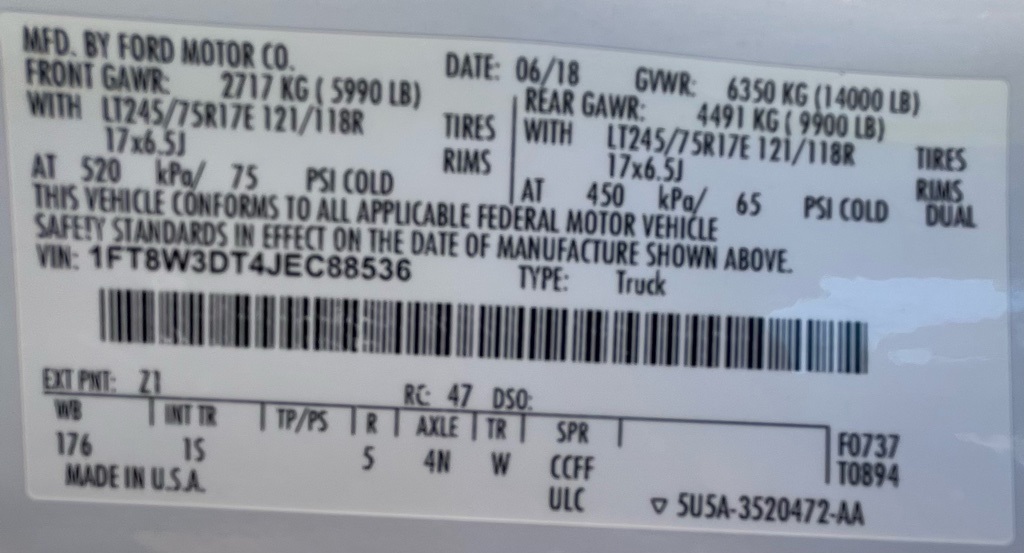 MFD. BY FORD MOTOR CO.
DATE: 06/18 GVWR: 6350 KG (14000 LB)
FRONT GAWR: 2717 KG ( 5990 LB)
WITH LT245/75R17E 121/118R TIRES
17x6.5J RIMS
AT 520 kPa/ 75 PSI COLD
REAR GAWR: 4491 KG ( 9900 LB)
WITH LT245/75R17E 121/118R TIRES
17x6.5J RIMS
AT 450 kPa/ 65 PSI COLD DUAL
THIS VEHICLE CONFORMS TO ALL APPLICABLE FEDERAL MOTOR VEHICLE
SAFETY STANDARDS IN EFFECT ON THE DATE OF MANUFACTURE SHOWN ABOVE.
VIN: 1FT8W3DT4JEC88536 TYPE: Truck
EXT PNT: Z1 RC: 47 DSO:
WB | INT TR | TP/PS | R | AXLE | TR | SPR | F0737
176 IS 5 4N W CCFF T0894
MADE IN U.S.A. ULC ▽ 5U5A-3520472-AA